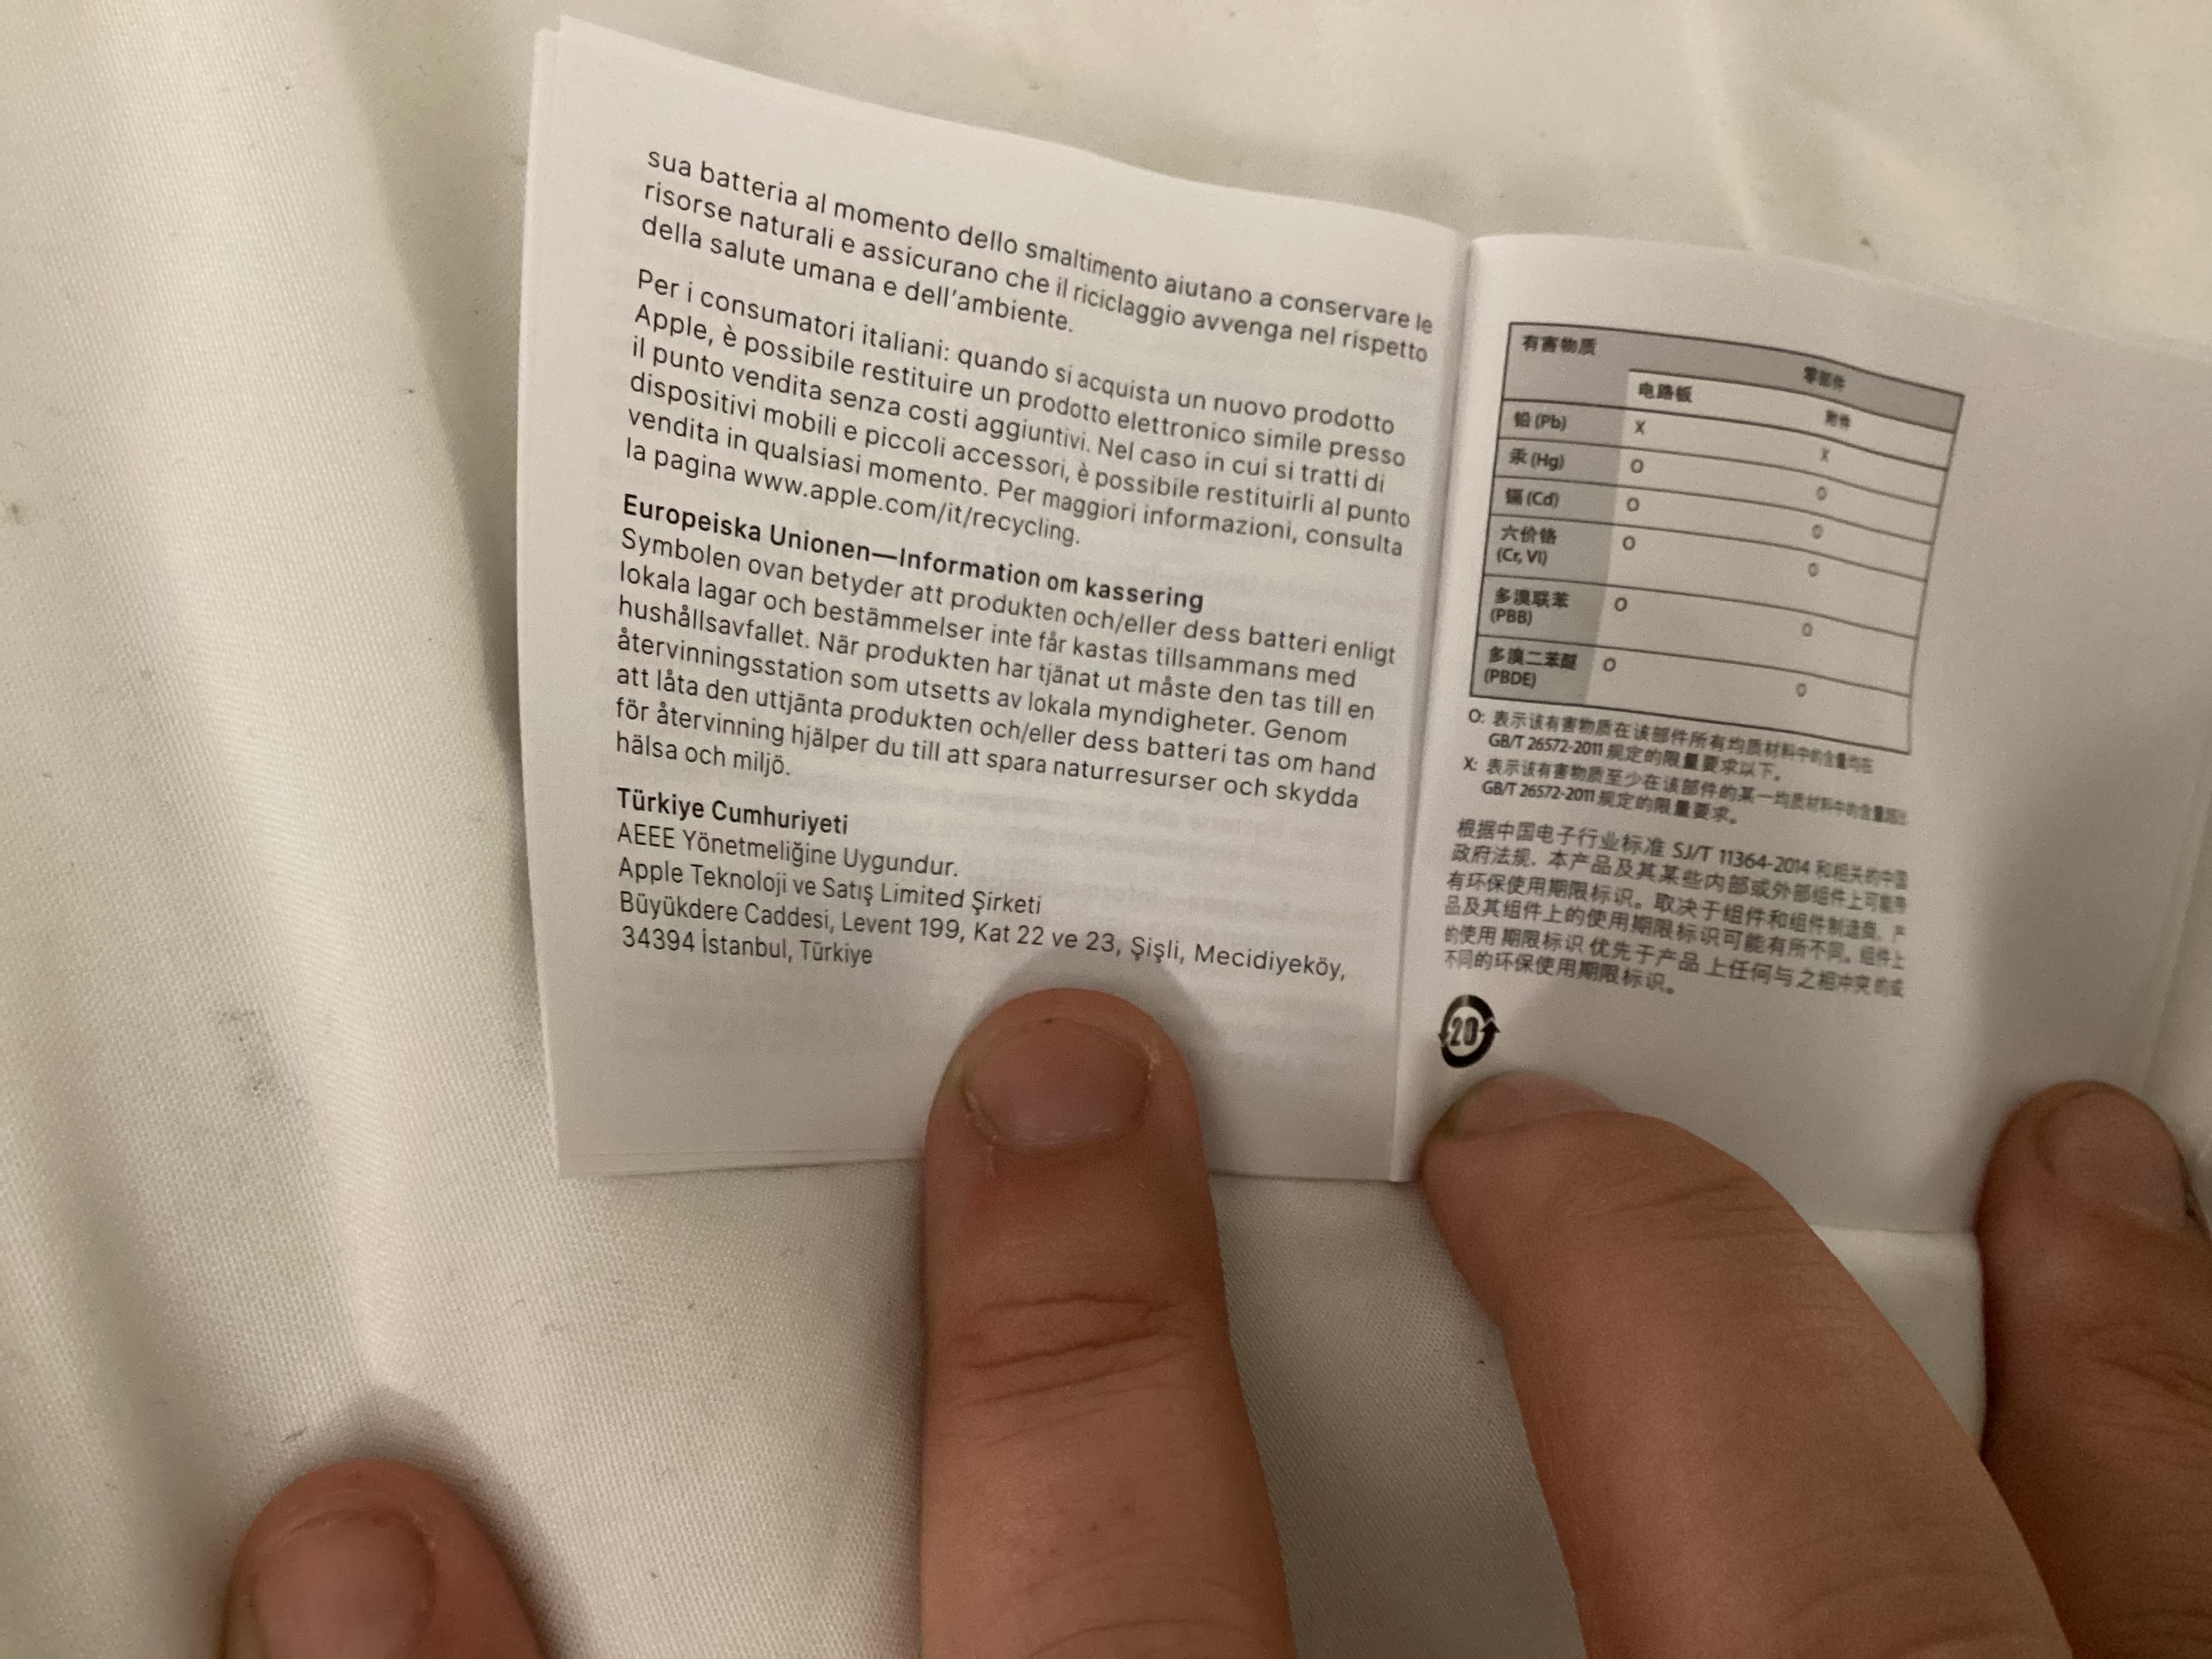 sua batteria al momento dello smaltimento aiutano a conservare le
risorse naturali e assicurano che il riciclaggio avvenga nel rispetto
della salute umana e dell'ambiente.
Per i consumatori italiani: quando si acquista un nuovo prodotto
Apple, è possibile restituire un prodotto elettronico simile presso
il punto vendita senza costi aggiuntivi. Nel caso in cui si tratti di
dispositivi mobili e piccoli accessori, è possibile restituirli al punto
vendita in qualsiasi momento. Per maggiori informazioni, consulta
la pagina www.apple.com/it/recycling.
Europeiska Unionen—Information om kassering
Symbolen ovan betyder att produkten och/eller dess batteri enligt
lokala lagar och bestämmelser inte får kastas tillsammans med
hushållsavfallet. När produkten har tjänat ut måste den tas till en
återvinningsstation som utsetts av lokala myndigheter. Genom
att låta den uttjänta produkten och/eller dess batteri tas om hand
för återvinning hjälper du till att spara naturresurser och skydda
hälsa och miljö.
Türkiye Cumhuriyeti
AEEE Yönetmeliğine Uygundur.
Apple Teknoloji ve Satış Limited Şirketi
Büyükdere Caddesi, Levent 199, Kat 22 ve 23, Şişli, Mecidiyeköy,
34394 İstanbul, Türkiye
有害物质 零部件
电路板 附件
铅 (Pb) X X
汞 (Hg) O O
镉 (Cd) O O
六价铬 O O
(Cr, VI)
多溴联苯 O O
(PBB)
多溴二苯醚 O O
(PBDE)
O: 表示该有害物质在该部件所有均质材料中的含量均在
GB/T 26572-2011 规定的限量要求以下。
X: 表示该有害物质至少在该部件的某一均质材料中的含量超出
GB/T 26572-2011 规定的限量要求。
根据中国电子行业标准 SJ/T 11364-2014 和相关的中国
政府法规, 本产品及其某些内部或外部组件上可能带
有环保使用期限标识。取决于组件和组件制造商, 产
品及其组件上的使用期限标识可能有所不同。组件上
的使用期限标识优先于产品上任何与之相冲突的或
不同的环保使用期限标识。
20